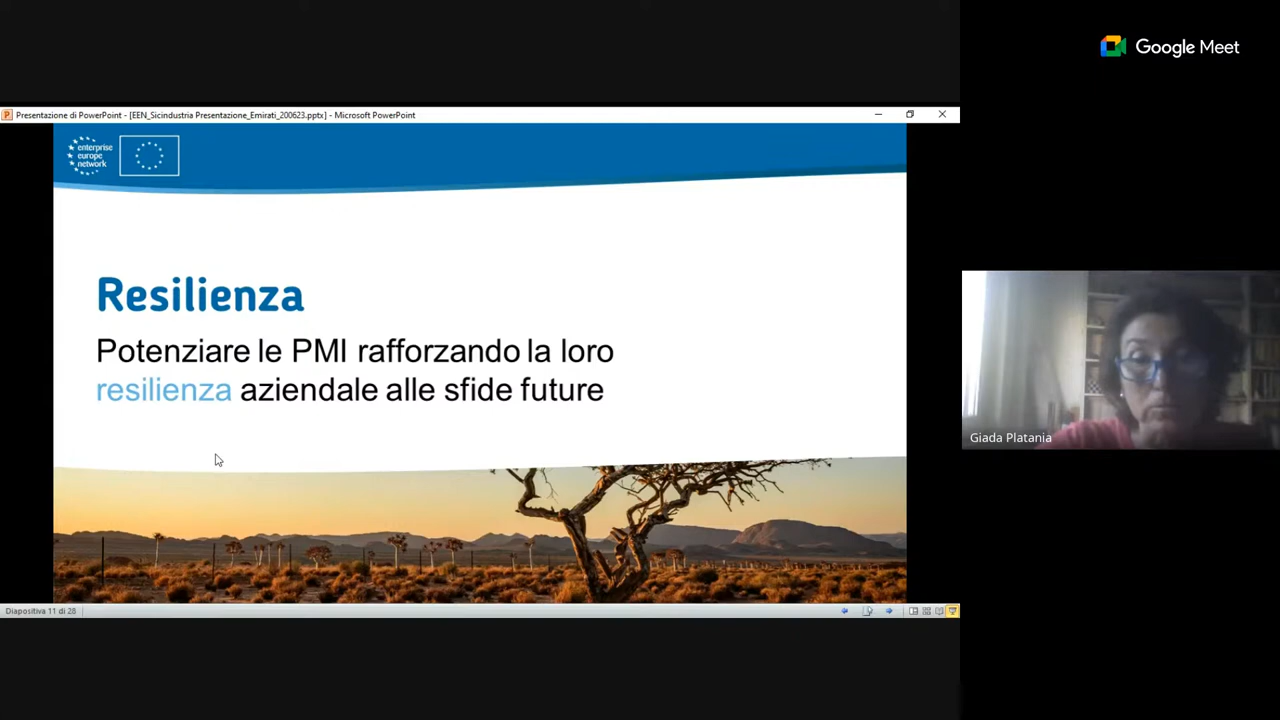 Google Meet
Presentazione di PowerPoint - [EEN_Sicindustria Presentazione_Emirati_200623.pptx] - Microsoft PowerPoint
enterprise
europe
network
Resilienza
Potenziare le PMI rafforzando la loro
resilienza aziendale alle sfide future
Giada Platania
Diapositiva 11 di 28